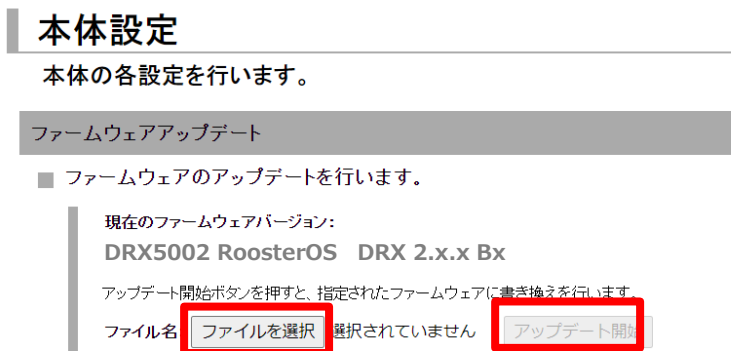 本体設定
本体の各設定を行います。
ファームウェアアップデート
ファームウェアのアップデートを行います。
現在のファームウェアバージョン:
DRX5002 RoosterOS DRX 2.x.x Bx
アップデート開始ボタンを押すと、指定されたファームウェアに書き換えを行います。
ファイル名 ファイルを選択 選択されていません アップデート開始